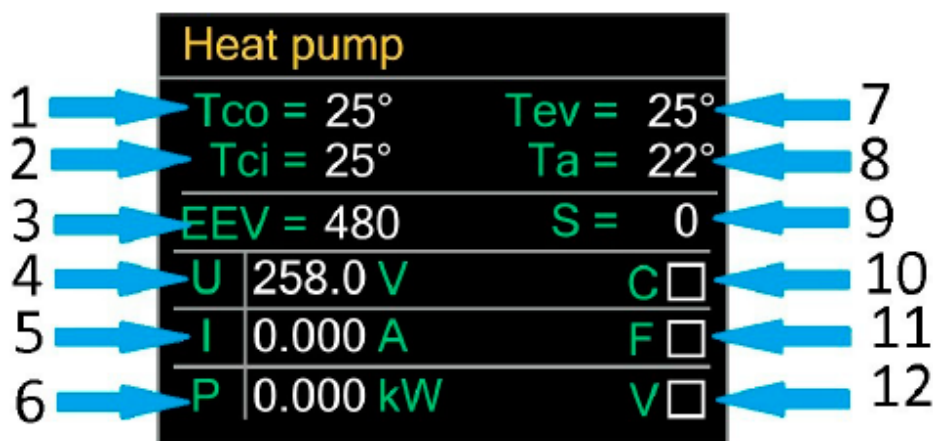 Heat pump
1 Tco = 25° Tev = 25° 7
2 Tci = 25° Ta = 22° 8
3 EEV = 480 S = 0 9
4 U 258.0 V C 10
5 I 0.000 A F 11
6 P 0.000 kW V 12